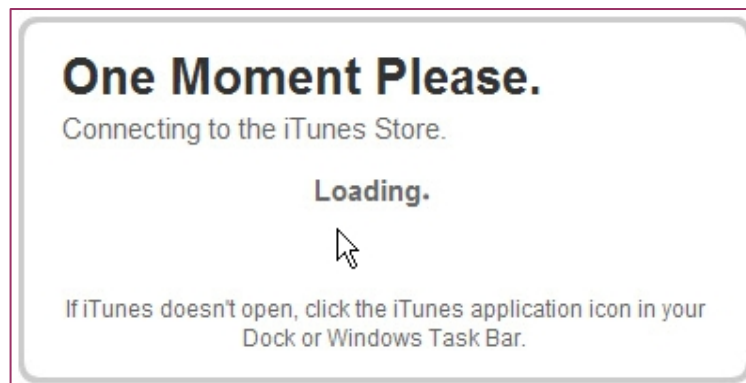 One Moment Please.
Connecting to the iTunes Store.
Loading.
If iTunes doesn't open, click the iTunes application icon in your
Dock or Windows Task Bar.